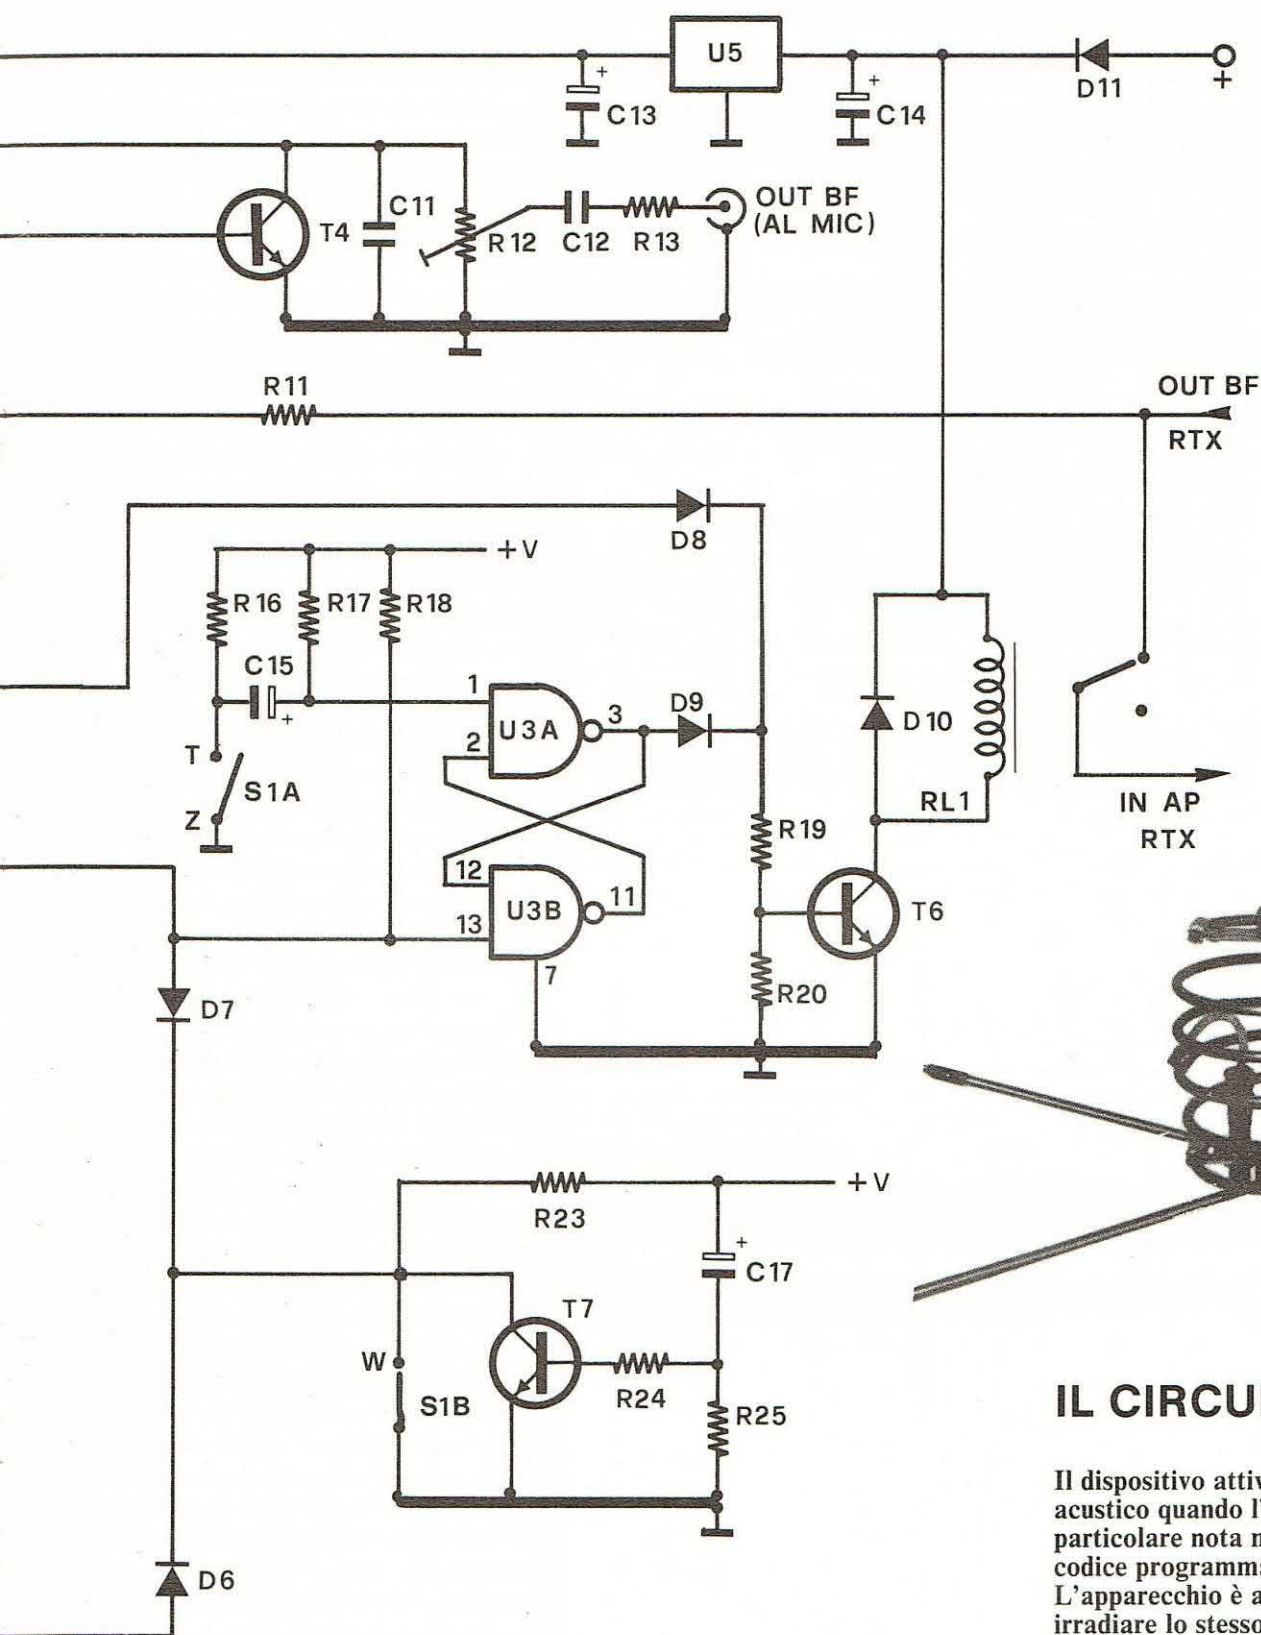 U5
+
C13
+
C14
D11
+
T4
C11
R12
C12
R13
OUT BF
(AL MIC)
R11
OUT BF
RTX
D8
+V
R16
R17
R18
C15
+
1
2
U3A
3
D9
T
S1A
Z
D10
RL1
IN AP
RTX
R19
12
13
U3B
11
7
T6
R20
D7
R23
+V
+
C17
T7
W
S1B
R24
R25
D6
IL CIRCU
Il dispositivo attiv
acustico quando l'
particolare nota m
codice programma
L'apparecchio è a
irradiare lo stesso